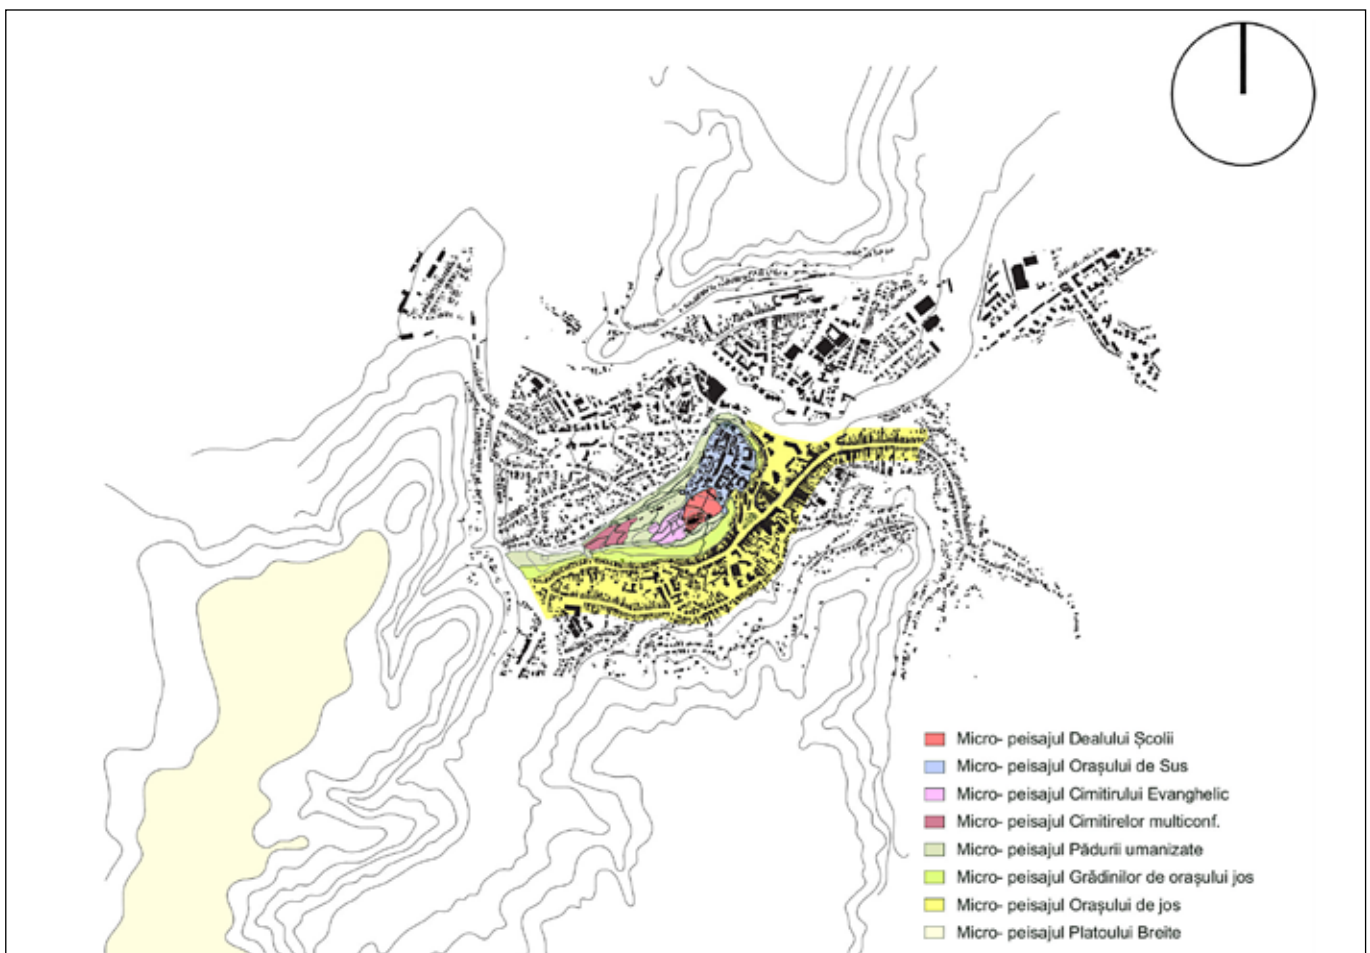 Micro- peisajul Dealului Școlii
Micro- peisajul Orașului de Sus
Micro- peisajul Cimitirului Evanghelic
Micro- peisajul Cimitirelor multiconf.
Micro- peisajul Pădurii umanizate
Micro- peisajul Grădinilor de orașului jos
Micro- peisajul Orașului de jos
Micro- peisajul Platoului Breite